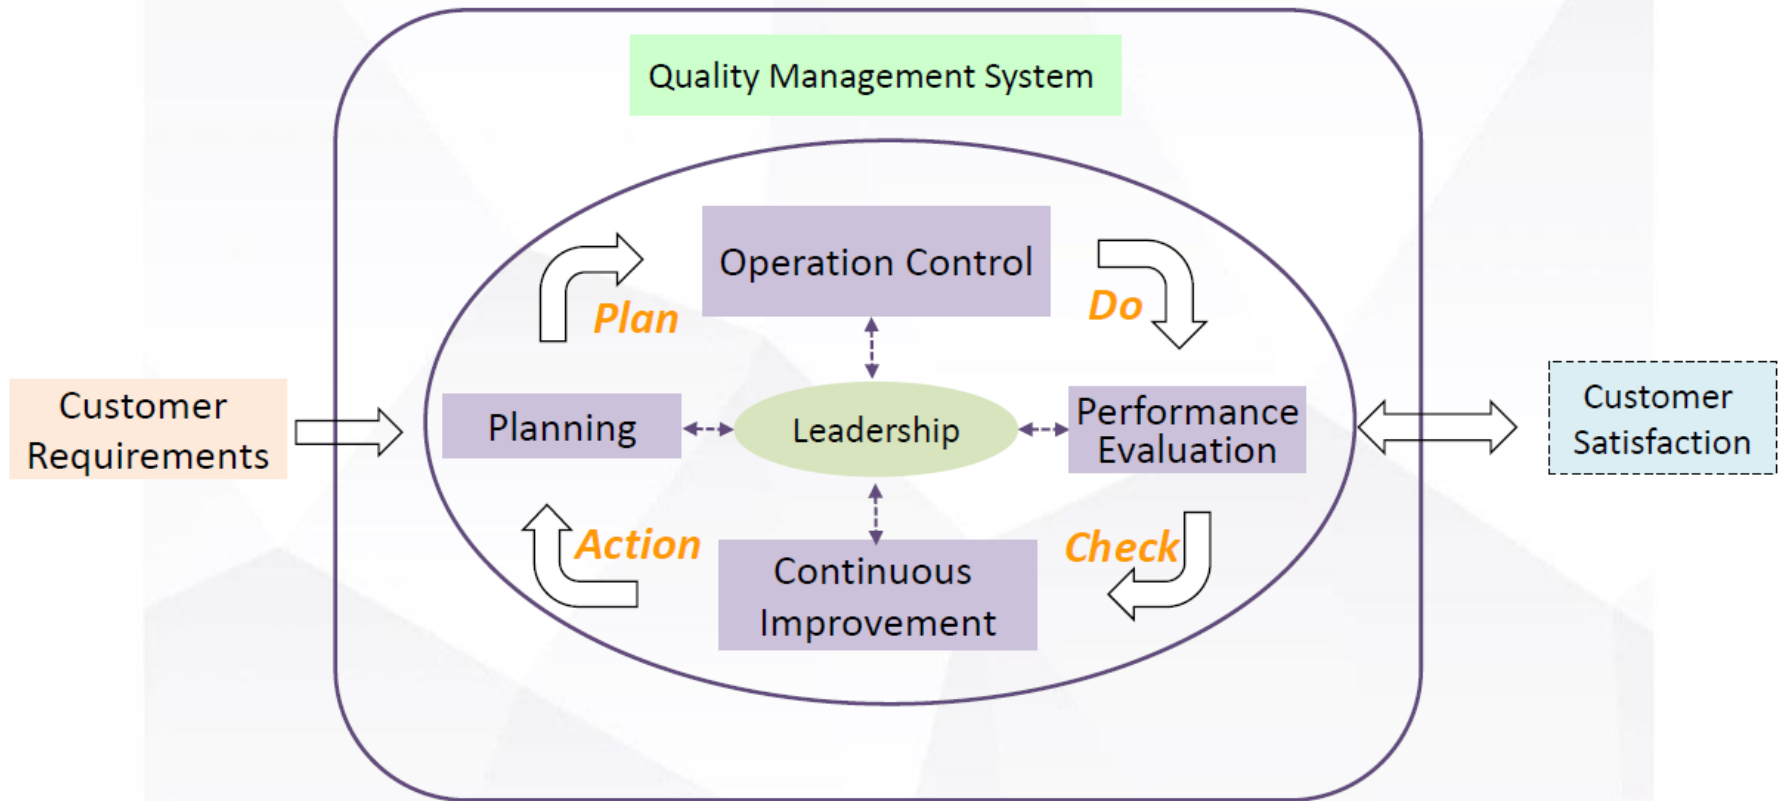 Quality Management System
Operation Control
Plan
Do
Customer
Requirements
Planning
Leadership
Performance
Evaluation
Customer
Satisfaction
Action
Check
Continuous
Improvement